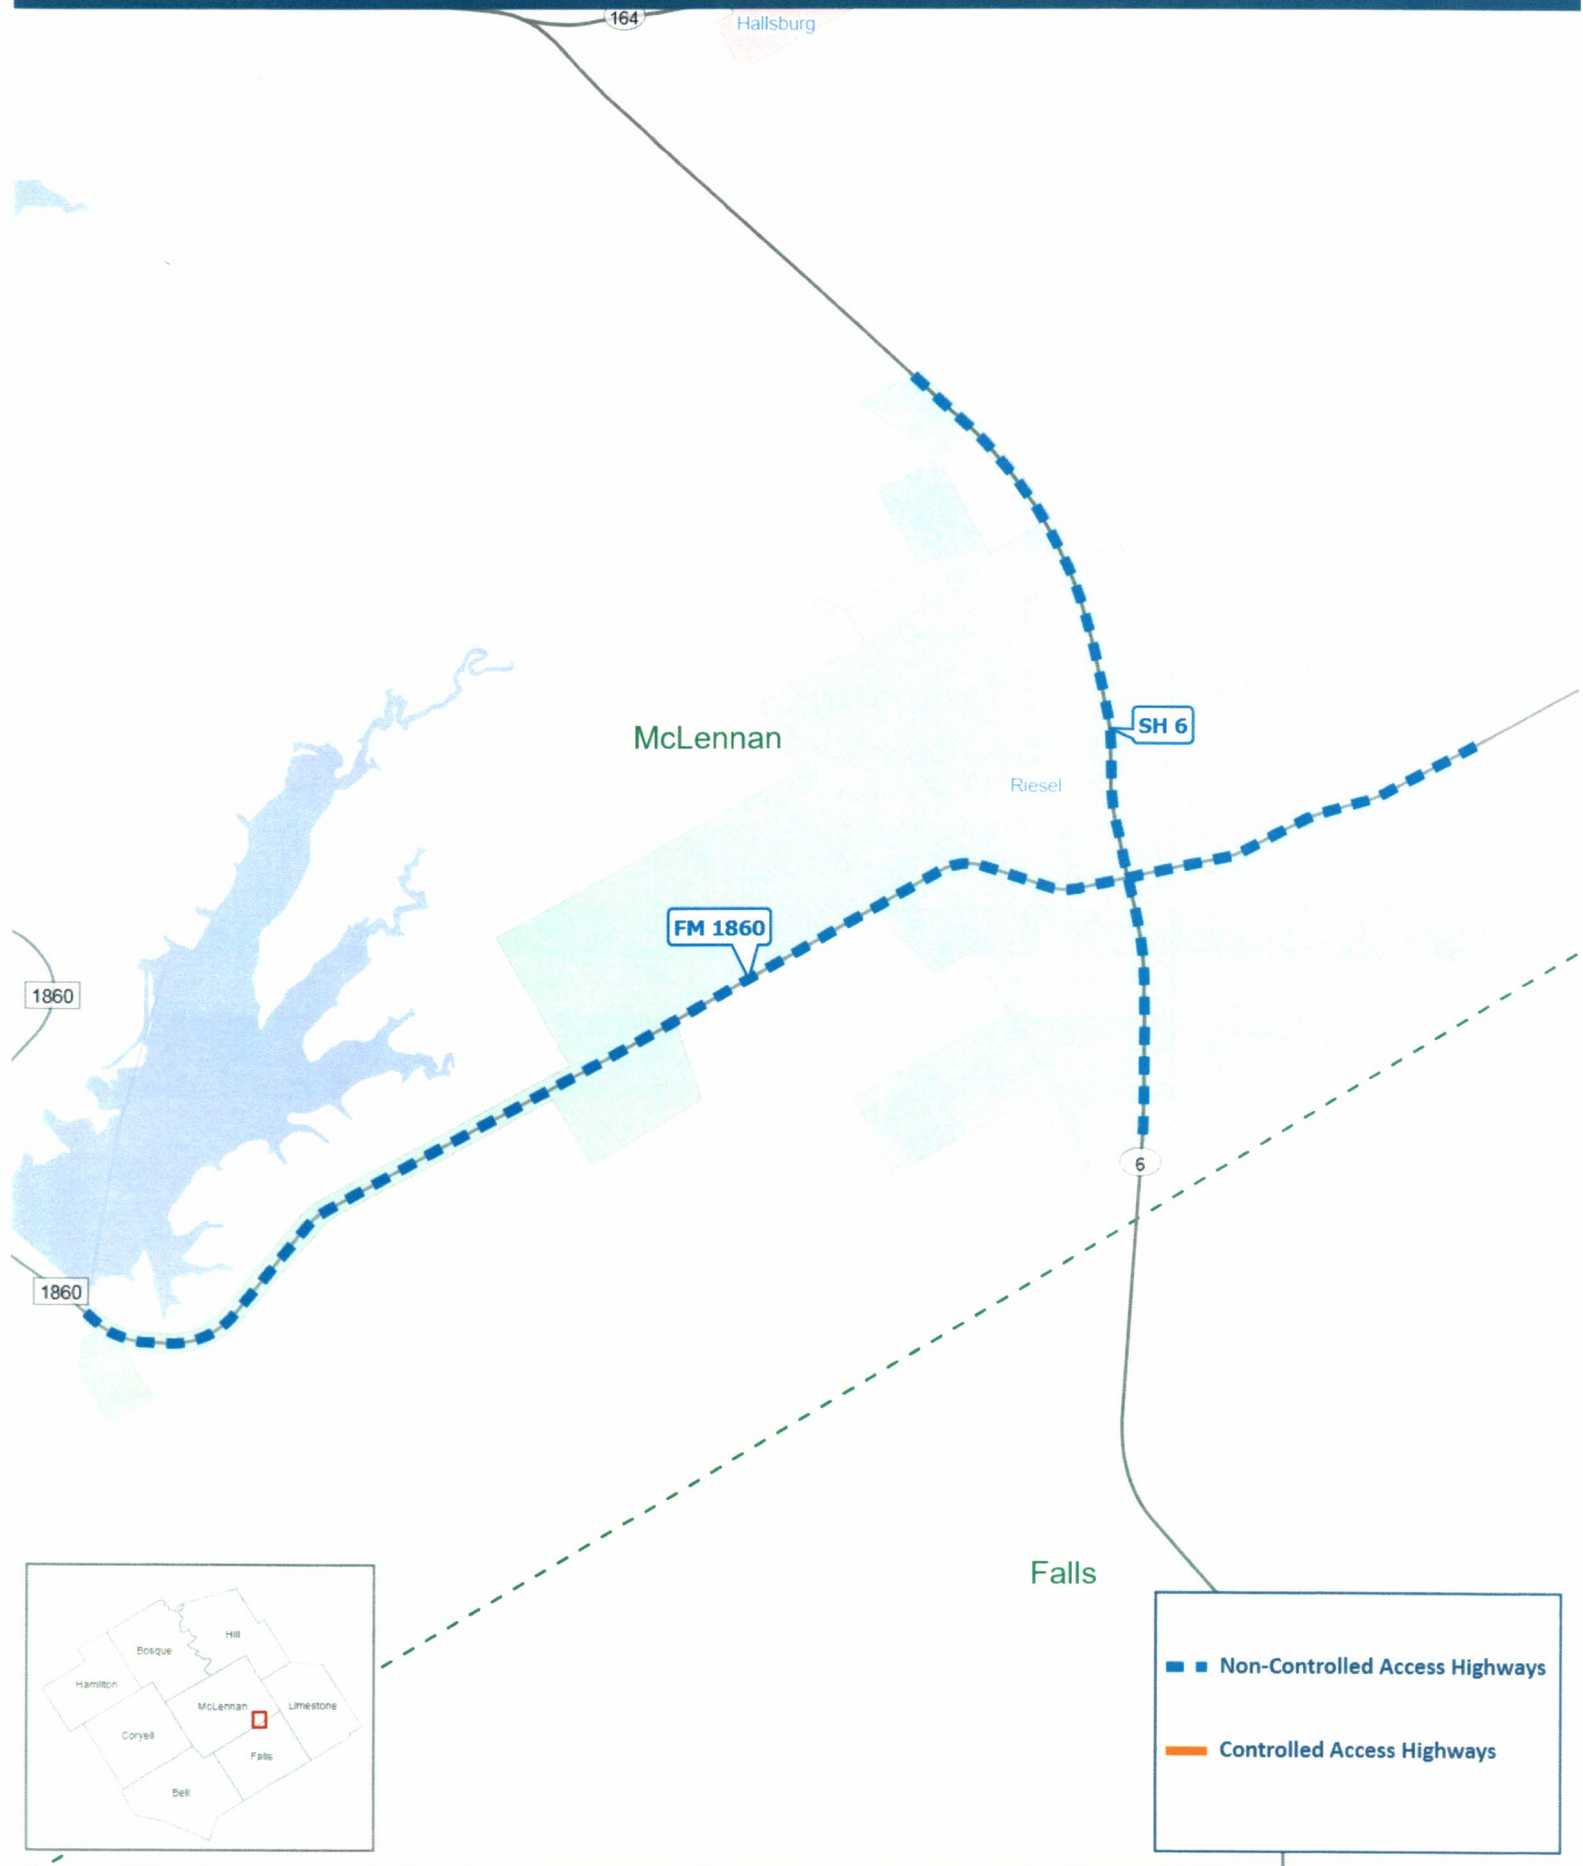 164
Hallsburg
SH 6
McLennan
Riesel
FM 1860
1860
6
1860
Falls
Hill
Bosque
Hamilton
McLennan
Limestone
Coryell
Falls
Bell
Non-Controlled Access Highways
Controlled Access Highways